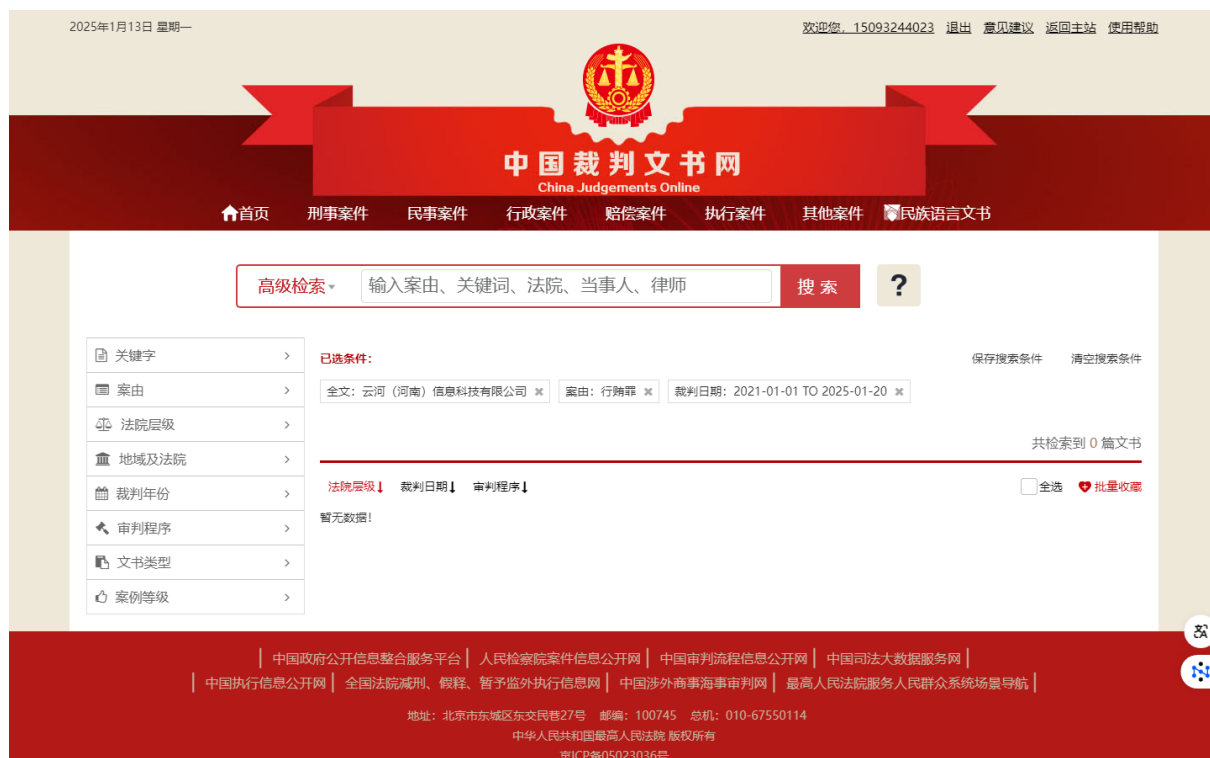 2025年1月13日 星期一
欢迎您，15093244023 退出 意见建议 返回主站 使用帮助
中国裁判文书网
China Judgements Online
首页 刑事案件 民事案件 行政案件 赔偿案件 执行案件 其他案件 民族语言文书
高级检索 输入案由、关键词、法院、当事人、律师 搜索 ?
关键字
案由
法院层级
地域及法院
裁判年份
审判程序
文书类型
案例等级
已选条件： 保存搜索条件 清空搜索条件
全文：云河（河南）信息科技有限公司 案由：行贿罪 裁判日期：2021-01-01 TO 2025-01-20
共检索到 0 篇文书
法院层级 裁判日期 审判程序 全选 批量收藏
暂无数据！
中国政府公开信息整合服务平台 人民检察院案件信息公开网 中国审判流程信息公开网 中国司法大数据服务网
中国执行信息公开网 全国法院减刑、假释、暂予监外执行信息网 中国涉外商事海事审判网 最高人民法院服务人民群众系统场景导航
地址：北京市东城区东交民巷27号 邮编：100745 总机：010-67550114
中华人民共和国最高人民法院 版权所有
京ICP备05023036号